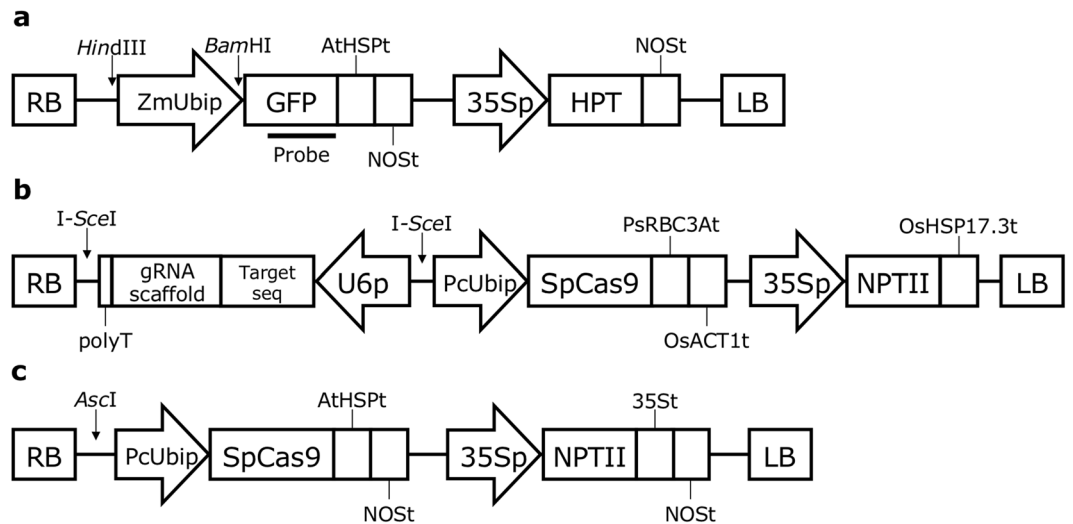 a
HindIII
BamHI
AtHSPt
NOSt
RB
ZmUbip
GFP
35Sp
HPT
LB
Probe
NOSt
b
I-SceI
I-SceI
PsRBC3At
OsHSP17.3t
RB
gRNA
scaffold
Target
seq
U6p
PcUbip
SpCas9
35Sp
NPTII
LB
polyT
OsACT1t
c
AscI
AtHSPt
35St
RB
PcUbip
SpCas9
35Sp
NPTII
LB
NOSt
NOSt